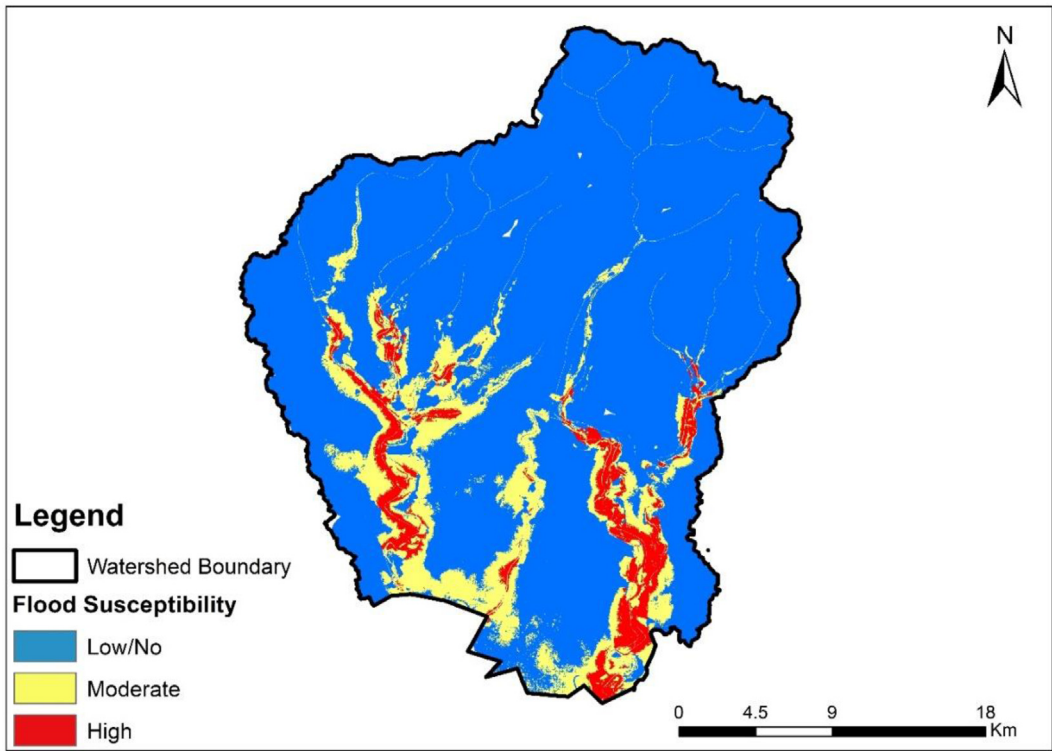 N
Legend
Watershed Boundary
Flood Susceptibility
Low/No
Moderate
High
0 4.5 9 18
Km